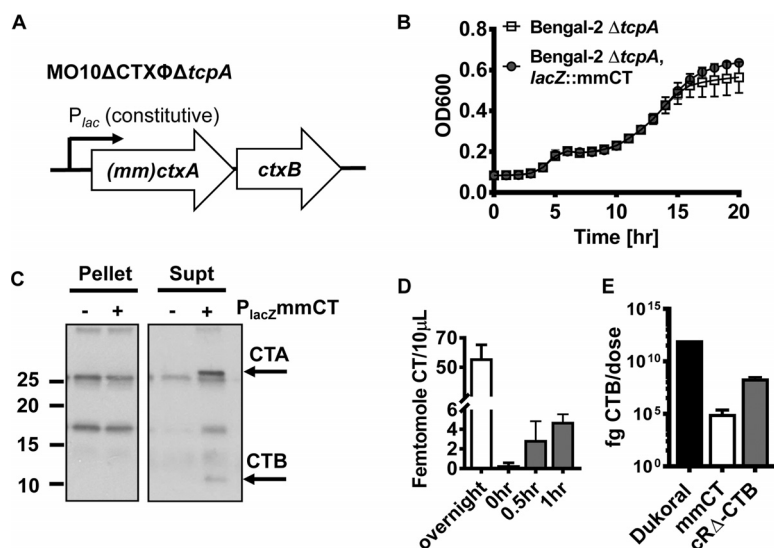 A
MO10ΔCTXΦΔtcpA
Plac (constitutive)
(mm)ctxA
ctxB
B
Bengal-2 ΔtcpA
Bengal-2 ΔtcpA,
lacZ::mmCT
OD600
0.8
0.6
0.4
0.2
0.0
0 5 10 15 20
Time [hr]
C
Pellet Supt
- + - + PlacZmmCT
CTA
25
20
15
CTB
10
D
Femtomole CT/10μL
70
50
6
4
2
0
overnight 0hr 0.5hr 1hr
E
fg CTB/dose
10^15
10^10
10^5
10^0
Dukoral mmCT cRΔ-CTB